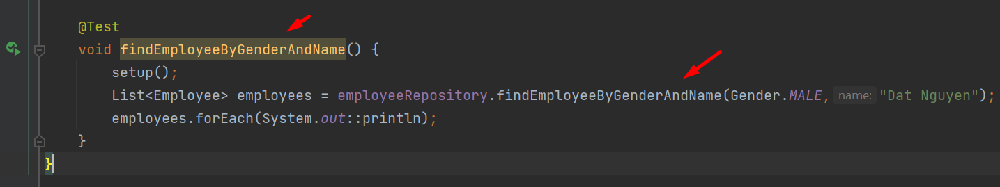 @Test
void findEmployeeByGenderAndName() {
setup();
List<Employee> employees = employeeRepository.findEmployeeByGenderAndName(Gender.MALE, name: "Dat Nguyen");
employees.forEach(System.out::println);
}
}